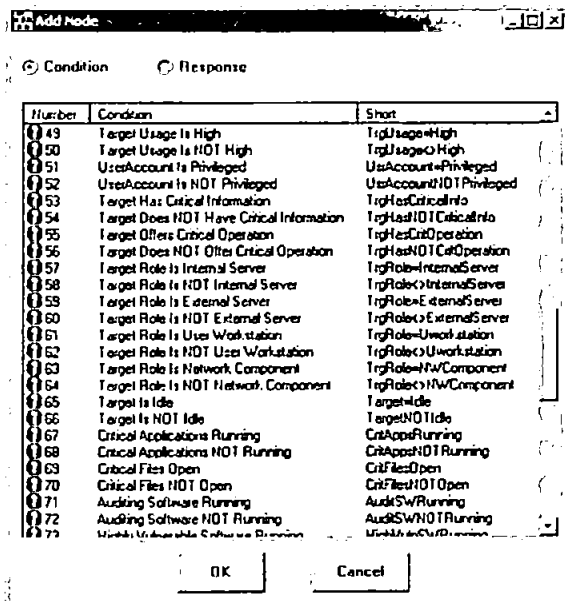 Add Node
Condition Response
Number Condition Short
49 Target Usage Is High TrgUsage=High
50 Target Usage Is NOT High TrgUsage<>High
51 UserAccount Is Privileged UsrAccount=Privileged
52 UserAccount Is NOT Privileged UsrAccountNOTPrivileged
53 Target Has Critical Information TrgHasCriticalInfo
54 Target Does NOT Have Critical Information TrgHasNOTCriticalInfo
55 Target Offers Critical Operation TrgHasCritOperation
56 Target Does NOT Offer Critical Operation TrgHasNOTCritOperation
57 Target Role Is Internal Server TrgRole=InternalServer
58 Target Role Is NOT Internal Server TrgRole<>InternalServer
59 Target Role Is External Server TrgRole=ExternalServer
60 Target Role Is NOT External Server TrgRole<>ExternalServer
61 Target Role Is User Workstation TrgRole=Uworkstation
62 Target Role Is NOT User Workstation TrgRole<>Uworkstation
63 Target Role Is Network Component TrgRole=NWComponent
64 Target Role Is NOT Network Component TrgRole<>NWComponent
65 Target Is Idle Target=Idle
66 Target Is NOT Idle TargetNOTIdle
67 Critical Applications Running CritAppsRunning
68 Critical Applications NOT Running CritAppsNOTRunning
69 Critical Files Open CritFilesOpen
70 Critical Files NOT Open CritFilesNOTOpen
71 Auditing Software Running AuditSWRunning
72 Auditing Software NOT Running AuditSWNOTRunning
73 Highly Vulnerable Software Running HighVulnSWRunning
OK Cancel